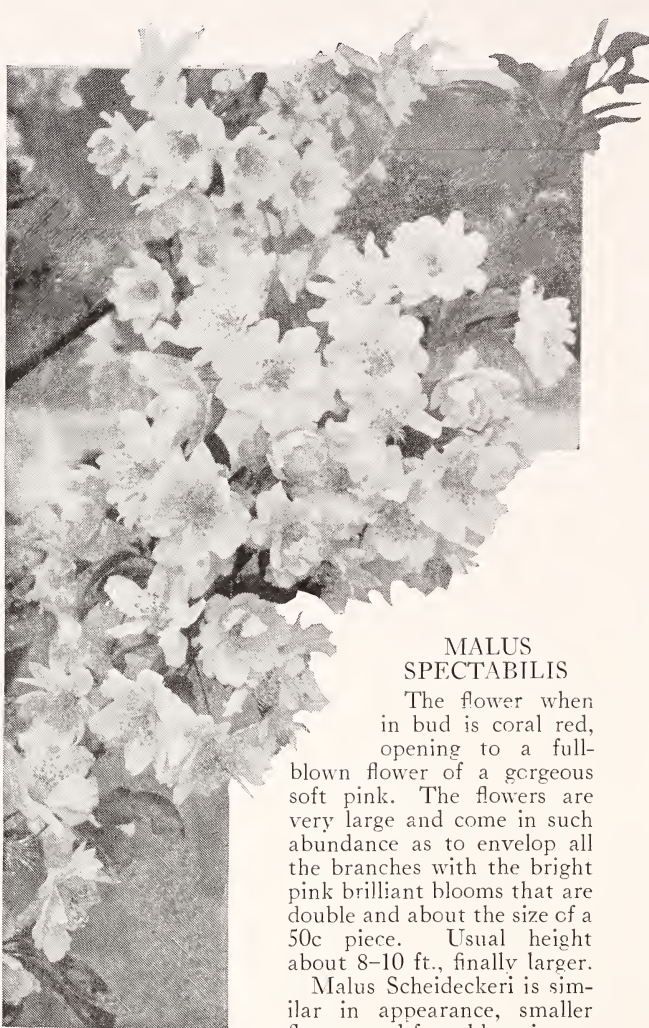 MALUS
SPECTABILIS
The flower when
in bud is coral red,
opening to a full-
blown flower of a gorgeous
soft pink. The flowers are
very large and come in such
abundance as to envelop all
the branches with the bright
pink brilliant blooms that are
double and about the size of a
50c piece. Usual height
about 8–10 ft., finally larger.
Malus Scheideckeri is sim-
ilar in appearance, smaller